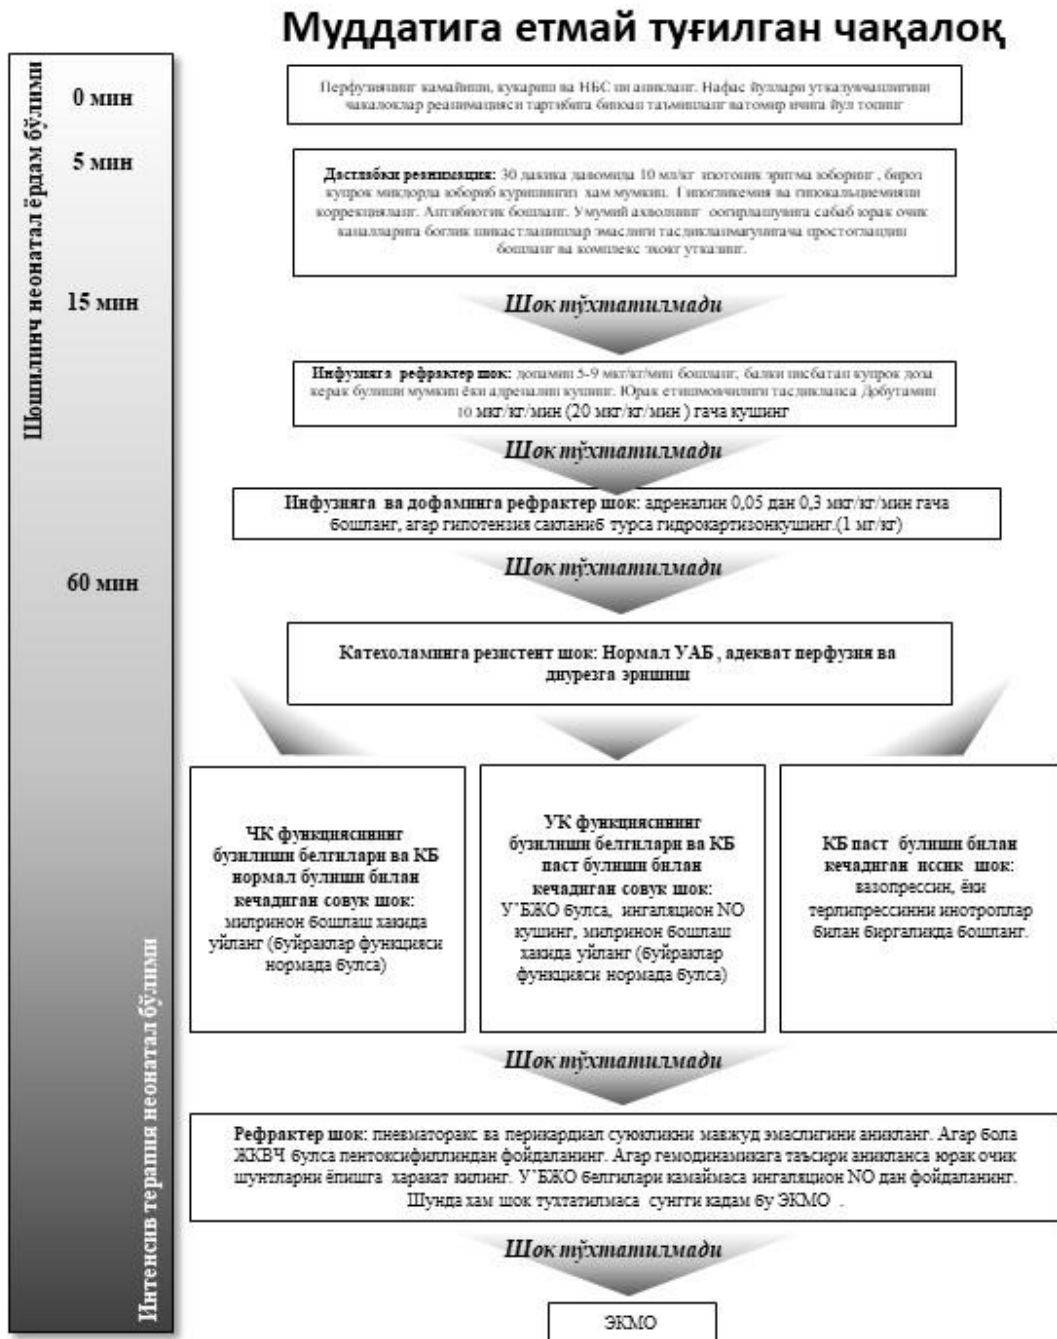 Муддатига етмай туғилган чақалоқ
Шошилинч неонатал ёрдам бўлими
0 мин
5 мин
15 мин
60 мин
Интенсив терапия неонатал бўлими
Перфузиянинг камайиши, кукариш ва НБС ни аникланг. Нафас йуллари утказувчанлигини
чакалоклар реанимацияси тартибига биноан таъминланг ва томир ичига йул топинг
Дастлабки реанимация: 30 дакика давомида 10 мл/кг изотоник эритма юборинг , бироз
купрок микдорда юбориб куришингиз хам мумкин. Гипогликемия ва гипокальциемияни
коррекцияланг. Антибиотик бошланг. Умумий ахволнинг оогирлашувига сабаб юрак очик
каналларига боглик шикастланишлар эмаслиги тасдикланмагунигача простогландин
бошланг ва комплекс эхокг утказинг.
Шок тўхтатилмади
Инфузияга рефрактер шок: допамин 5-9 мкг/кг/мин бошланг, балки нисбатан купрок доза
керак булиши мумкин ёки адреналин кушинг. Юрак етишмовчилиги тасдикланса Добутамин
10 мкг/кг/мин (20 мкг/кг/мин ) гача кушинг
Шок тўхтатилмади
Инфузияга ва дофаминга рефрактер шок: адреналин 0,05 дан 0,3 мкг/кг/мин гача
бошланг, агар гипотензия сакланиб турса гидрокартизонкушинг.(1 мг/кг)
Шок тўхтатилмади
Катехоламинга резистент шок: Нормал УАБ , адекват перфузия ва
диурезга эришиш
ЧК функциясининг
бузилиши белгилари ва КБ
нормал булиши билан
кечадиган совук шок:
милринон бошлаш хакида
уйланг (буйраклар функцияси
нормада булса)
УК функциясининг
бузилиши белгилари ва КБ
паст булиши билан
кечадиган совук шок:
У˚БЖО булса, ингаляцион NO
кушинг, милринон бошлаш
хакида уйланг (буйраклар
функцияси нормада булса)
КБ паст булиши билан
кечадиган иссик шок:
вазопрессин, ёки
терлипрессинни инотроплар
билан биргаликда бошланг.
Шок тўхтатилмади
Рефрактер шок: пневматоракс ва перикардиал суюкликни мавжуд эмаслигини аникланг. Агар бола
ЖКВЧ булса пентоксифиллиндан фойдаланинг. Агар гемодинамикага таъсири аникланса юрак очик
шунтларни ёпишга харакат килинг. У˚БЖО белгилари камаймаса ингаляцион NO дан фойдаланинг.
Шунда хам шок тухтатилмаса сунгги кадам бу ЭКМО .
Шок тўхтатилмади
ЭКМО